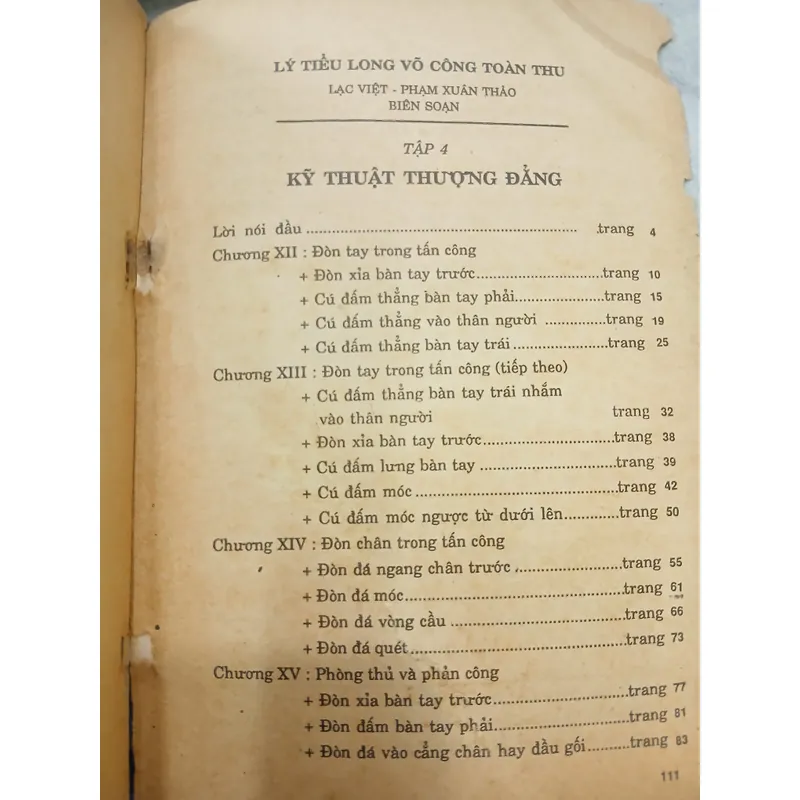 LÝ TIỂU LONG VÕ CÔNG TOÀN THU
LẠC VIỆT - PHẠM XUÂN THẢO
BIÊN SOẠN
TẬP 4
KỸ THUẬT THƯỢNG ĐẲNG
Lời nói đầu ........ trang 4
Chương XII : Đòn tay trong tấn công
+ Đòn xỉa bàn tay trước........trang 10
+ Cú đấm thẳng bàn tay phải........trang 15
+ Cú đấm thẳng vào thân người ........trang 19
+ Cú đấm thẳng bàn tay trái ........trang 25
Chương XIII : Đòn tay trong tấn công (tiếp theo)
+ Cú đấm thẳng bàn tay trái nhắm
vào thân người trang 32
+ Đòn xỉa bàn tay trước........trang 38
+ Cú đấm lưng bàn tay ........trang 39
+ Cú đấm móc ........trang 42
+ Cú đấm móc ngược từ dưới lên........trang 50
Chương XIV : Đòn chân trong tấn công
+ Đòn đá ngang chân trước ........trang 55
+ Đòn đá móc........trang 61
+ Đòn đá vòng cầu ........trang 66
+ Đòn đá quét........trang 73
Chương XV : Phòng thủ và phản công
+ Đòn xỉa bàn tay trước........trang 77
+ Đòn đấm bàn tay phải........trang 81
+ Đòn đá vào cẳng chân hay đầu gối ........trang 83
111